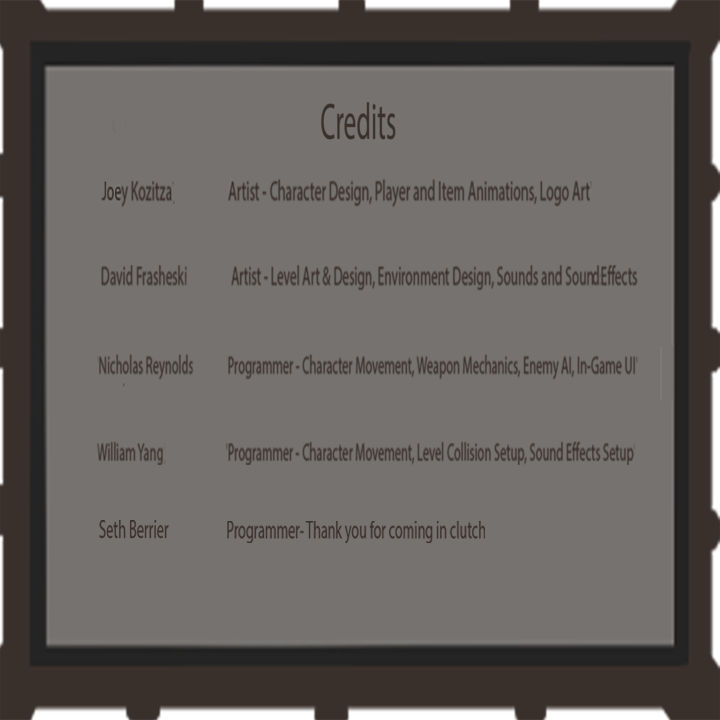 Credits
Joey Kozitza Artist - Character Design, Player and Item Animations, Logo Art
David Frasheski Artist - Level Art & Design, Environment Design, Sounds and Sound Effects
Nicholas Reynolds Programmer - Character Movement, Weapon Mechanics, Enemy AI, In-Game UI
William Yang Programmer - Character Movement, Level Collision Setup, Sound Effects Setup
Seth Berrier Programmer- Thank you for coming in clutch